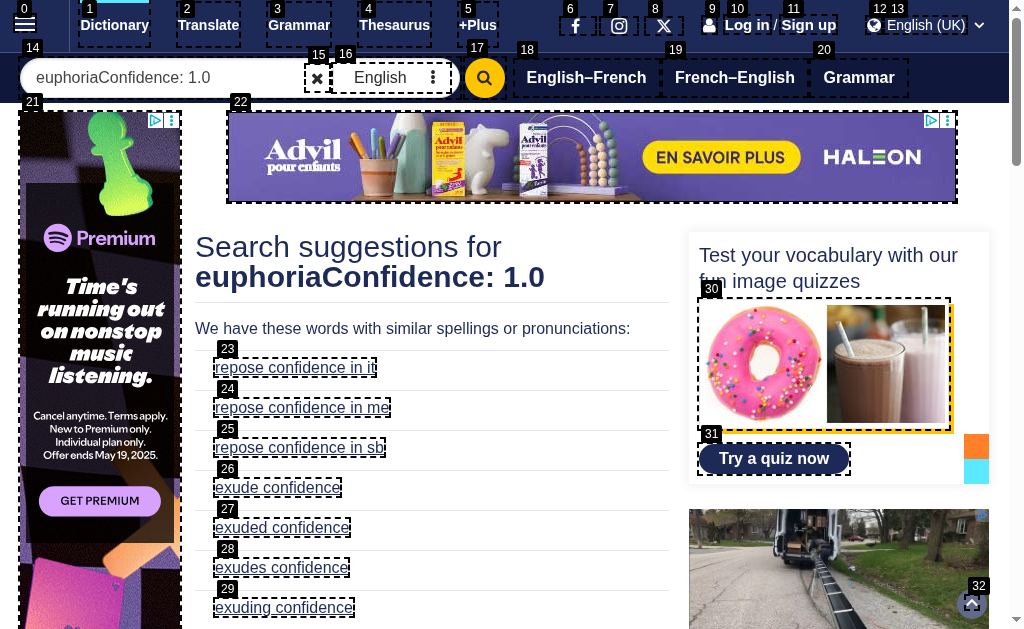 0
1
2
3
4
5
6
7
8
9
10
11
12
13
Dictionary
Translate
Grammar
Thesaurus
+Plus
Log in / Sign up
English (UK)
14
15
16
17
18
19
20
euphoriaConfidence: 1.0
English
English–French
French–English
Grammar
21
22
Advil
pour enfants
EN SAVOIR PLUS
HALEON
Premium
Time's
running out
on nonstop
music
listening.
Cancel anytime. Terms apply.
New to Premium only.
Individual plan only.
Offer ends May 19, 2025.
GET PREMIUM
Search suggestions for
euphoriaConfidence: 1.0
We have these words with similar spellings or pronunciations:
23
repose confidence in it
24
repose confidence in me
25
repose confidence in sb
26
exude confidence
27
exuded confidence
28
exudes confidence
29
exuding confidence
Test your vocabulary with our
fun image quizzes
30
31
Try a quiz now
32